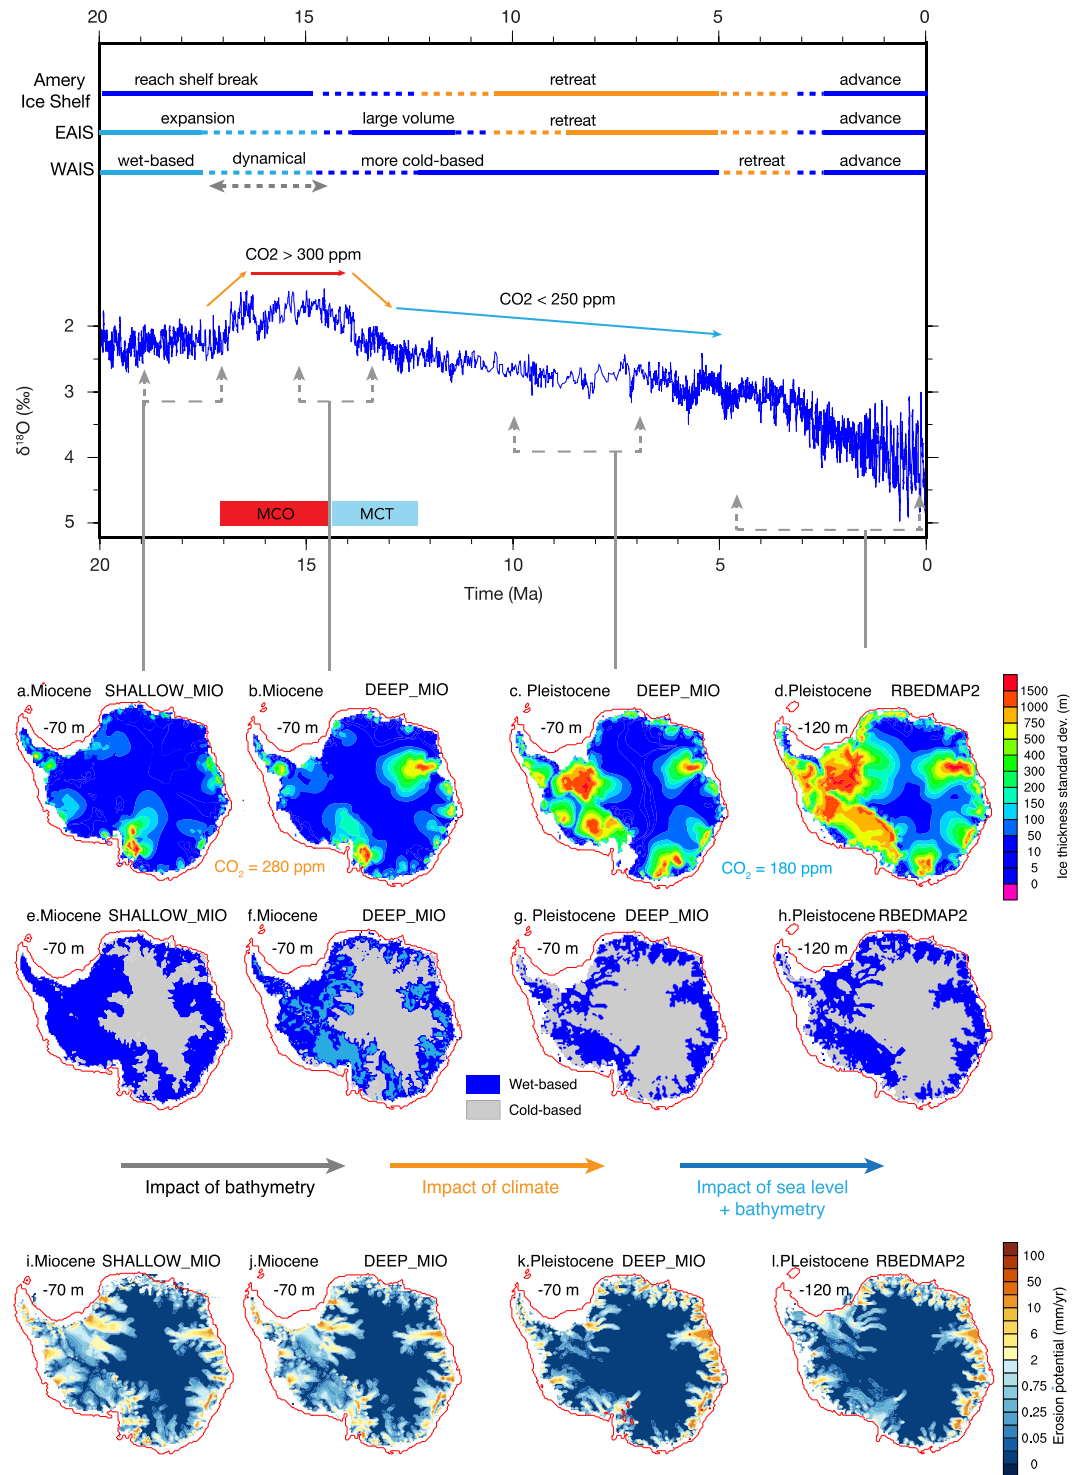 20 15 10 5 0
Amery
Ice Shelf
reach shelf break retreat advance
EAIS expansion large volume retreat advance
WAIS wet-based dynamical more cold-based retreat advance
CO2 > 300 ppm
CO2 < 250 ppm
2
3
4
5
δ18O (‰)
MCO MCT
20 15 10 5 0
Time (Ma)
a.Miocene SHALLOW_MIO b.Miocene DEEP_MIO c. Pleistocene DEEP_MIO d.Pleistocene RBEDMAP2
-70 m -70 m -70 m -120 m
CO2 = 280 ppm CO2 = 180 ppm
1500
1000
750
500
400
300
200
150
100
50
10
5
0
Ice thickness standard dev. (m)
e.Miocene SHALLOW_MIO f.Miocene DEEP_MIO g. Pleistocene DEEP_MIO h.Pleistocene RBEDMAP2
-70 m -70 m -70 m -120 m
Wet-based
Cold-based
Impact of bathymetry Impact of climate Impact of sea level
+ bathymetry
i.Miocene SHALLOW_MIO j.Miocene DEEP_MIO k.Pleistocene DEEP_MIO l.PLeistocene RBEDMAP2
-70 m -70 m -70 m -120 m
100
50
10
6
2
0.75
0.25
0.05
0
Erosion potential (mm/yr)